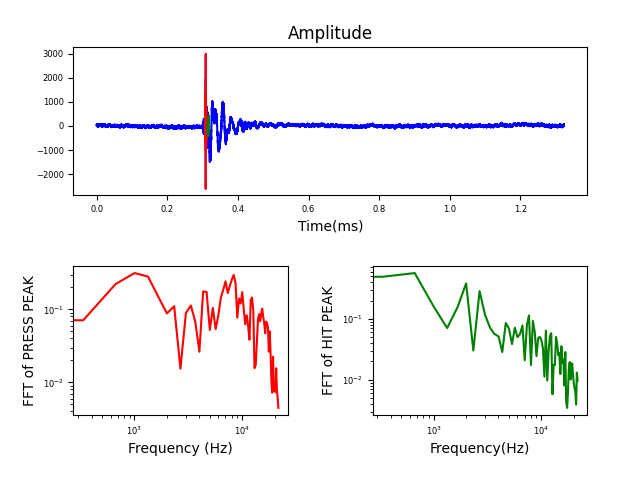 Amplitude
3000
2000
1000
0
−1000
−2000
0.0 0.2 0.4 0.6 0.8 1.0 1.2
Time(ms)
FFT of PRESS PEAK
10⁻¹
10⁻²
10³ 10⁴
Frequency (Hz)
FFT of HIT PEAK
10⁻¹
10⁻²
10³ 10⁴
Frequency(Hz)